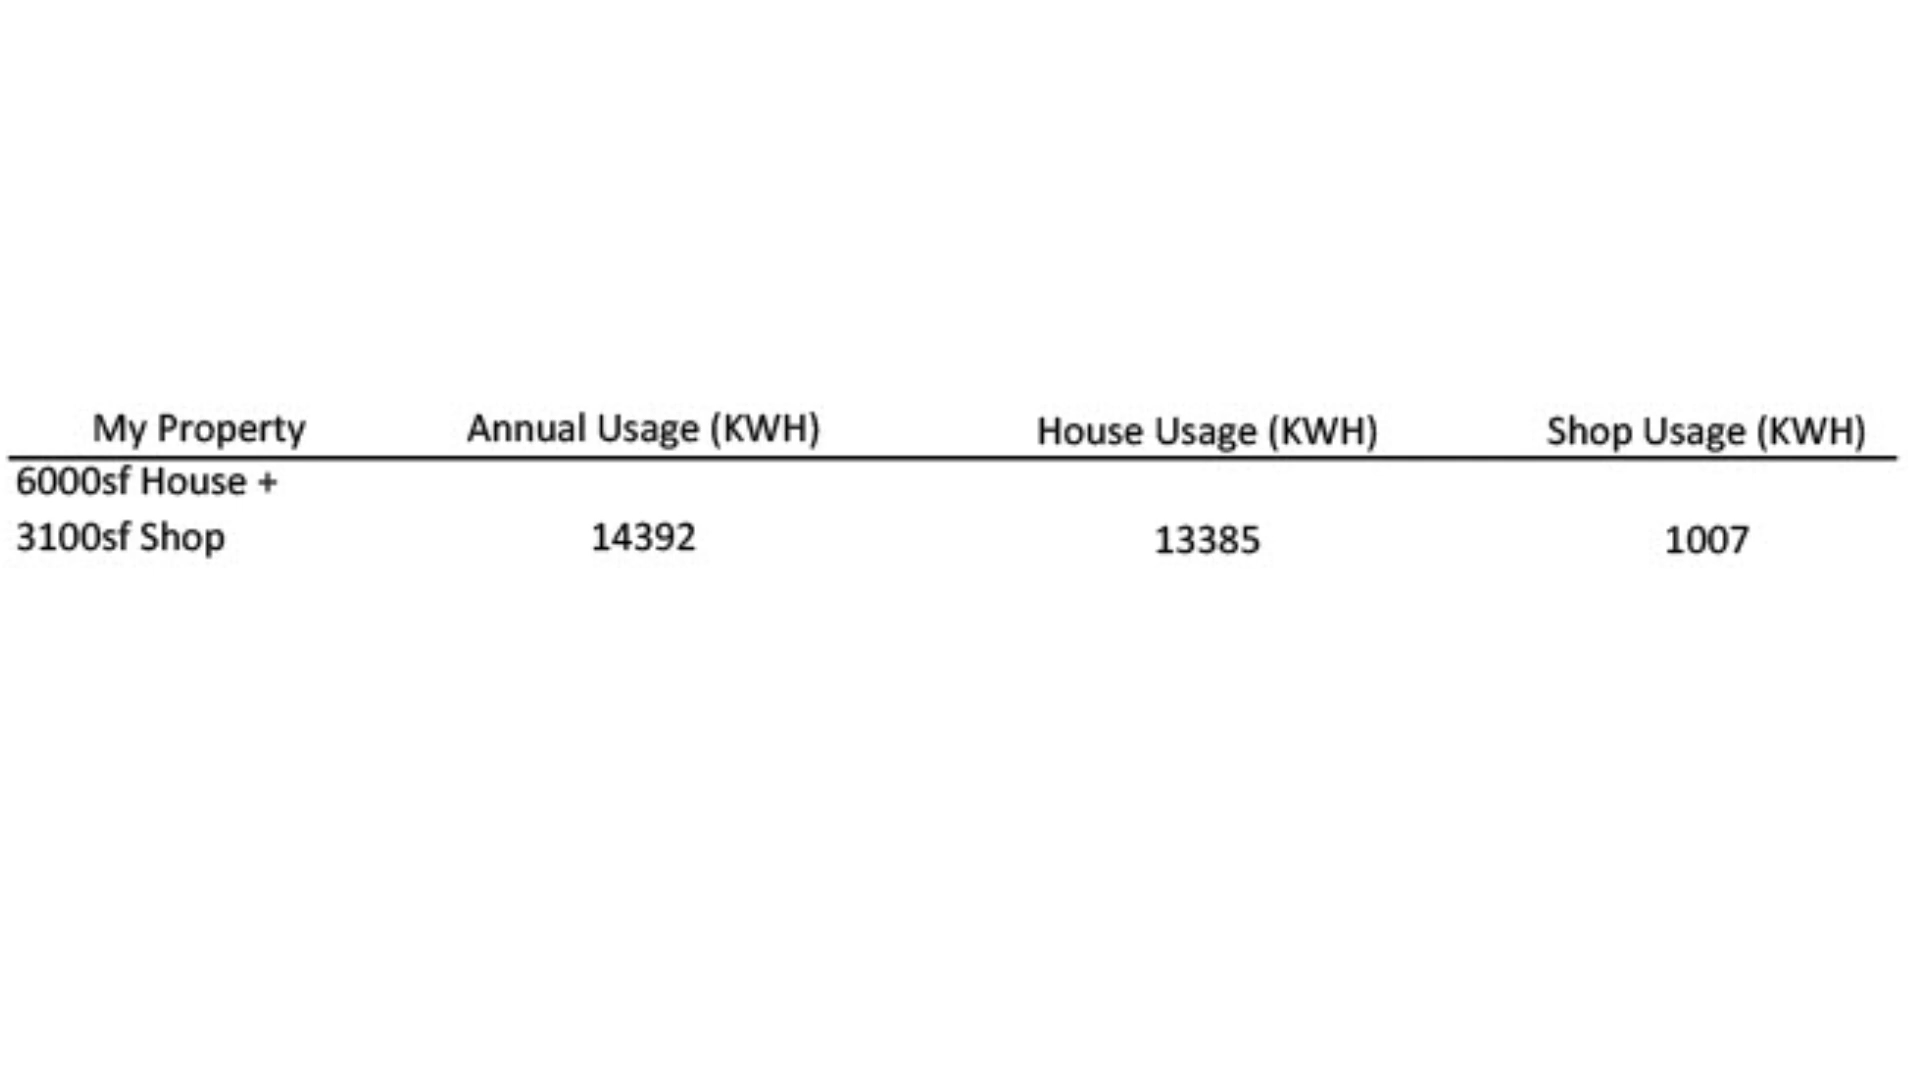 My Property Annual Usage (KWH) House Usage (KWH) Shop Usage (KWH)
6000sf House +
3100sf Shop 14392 13385 1007